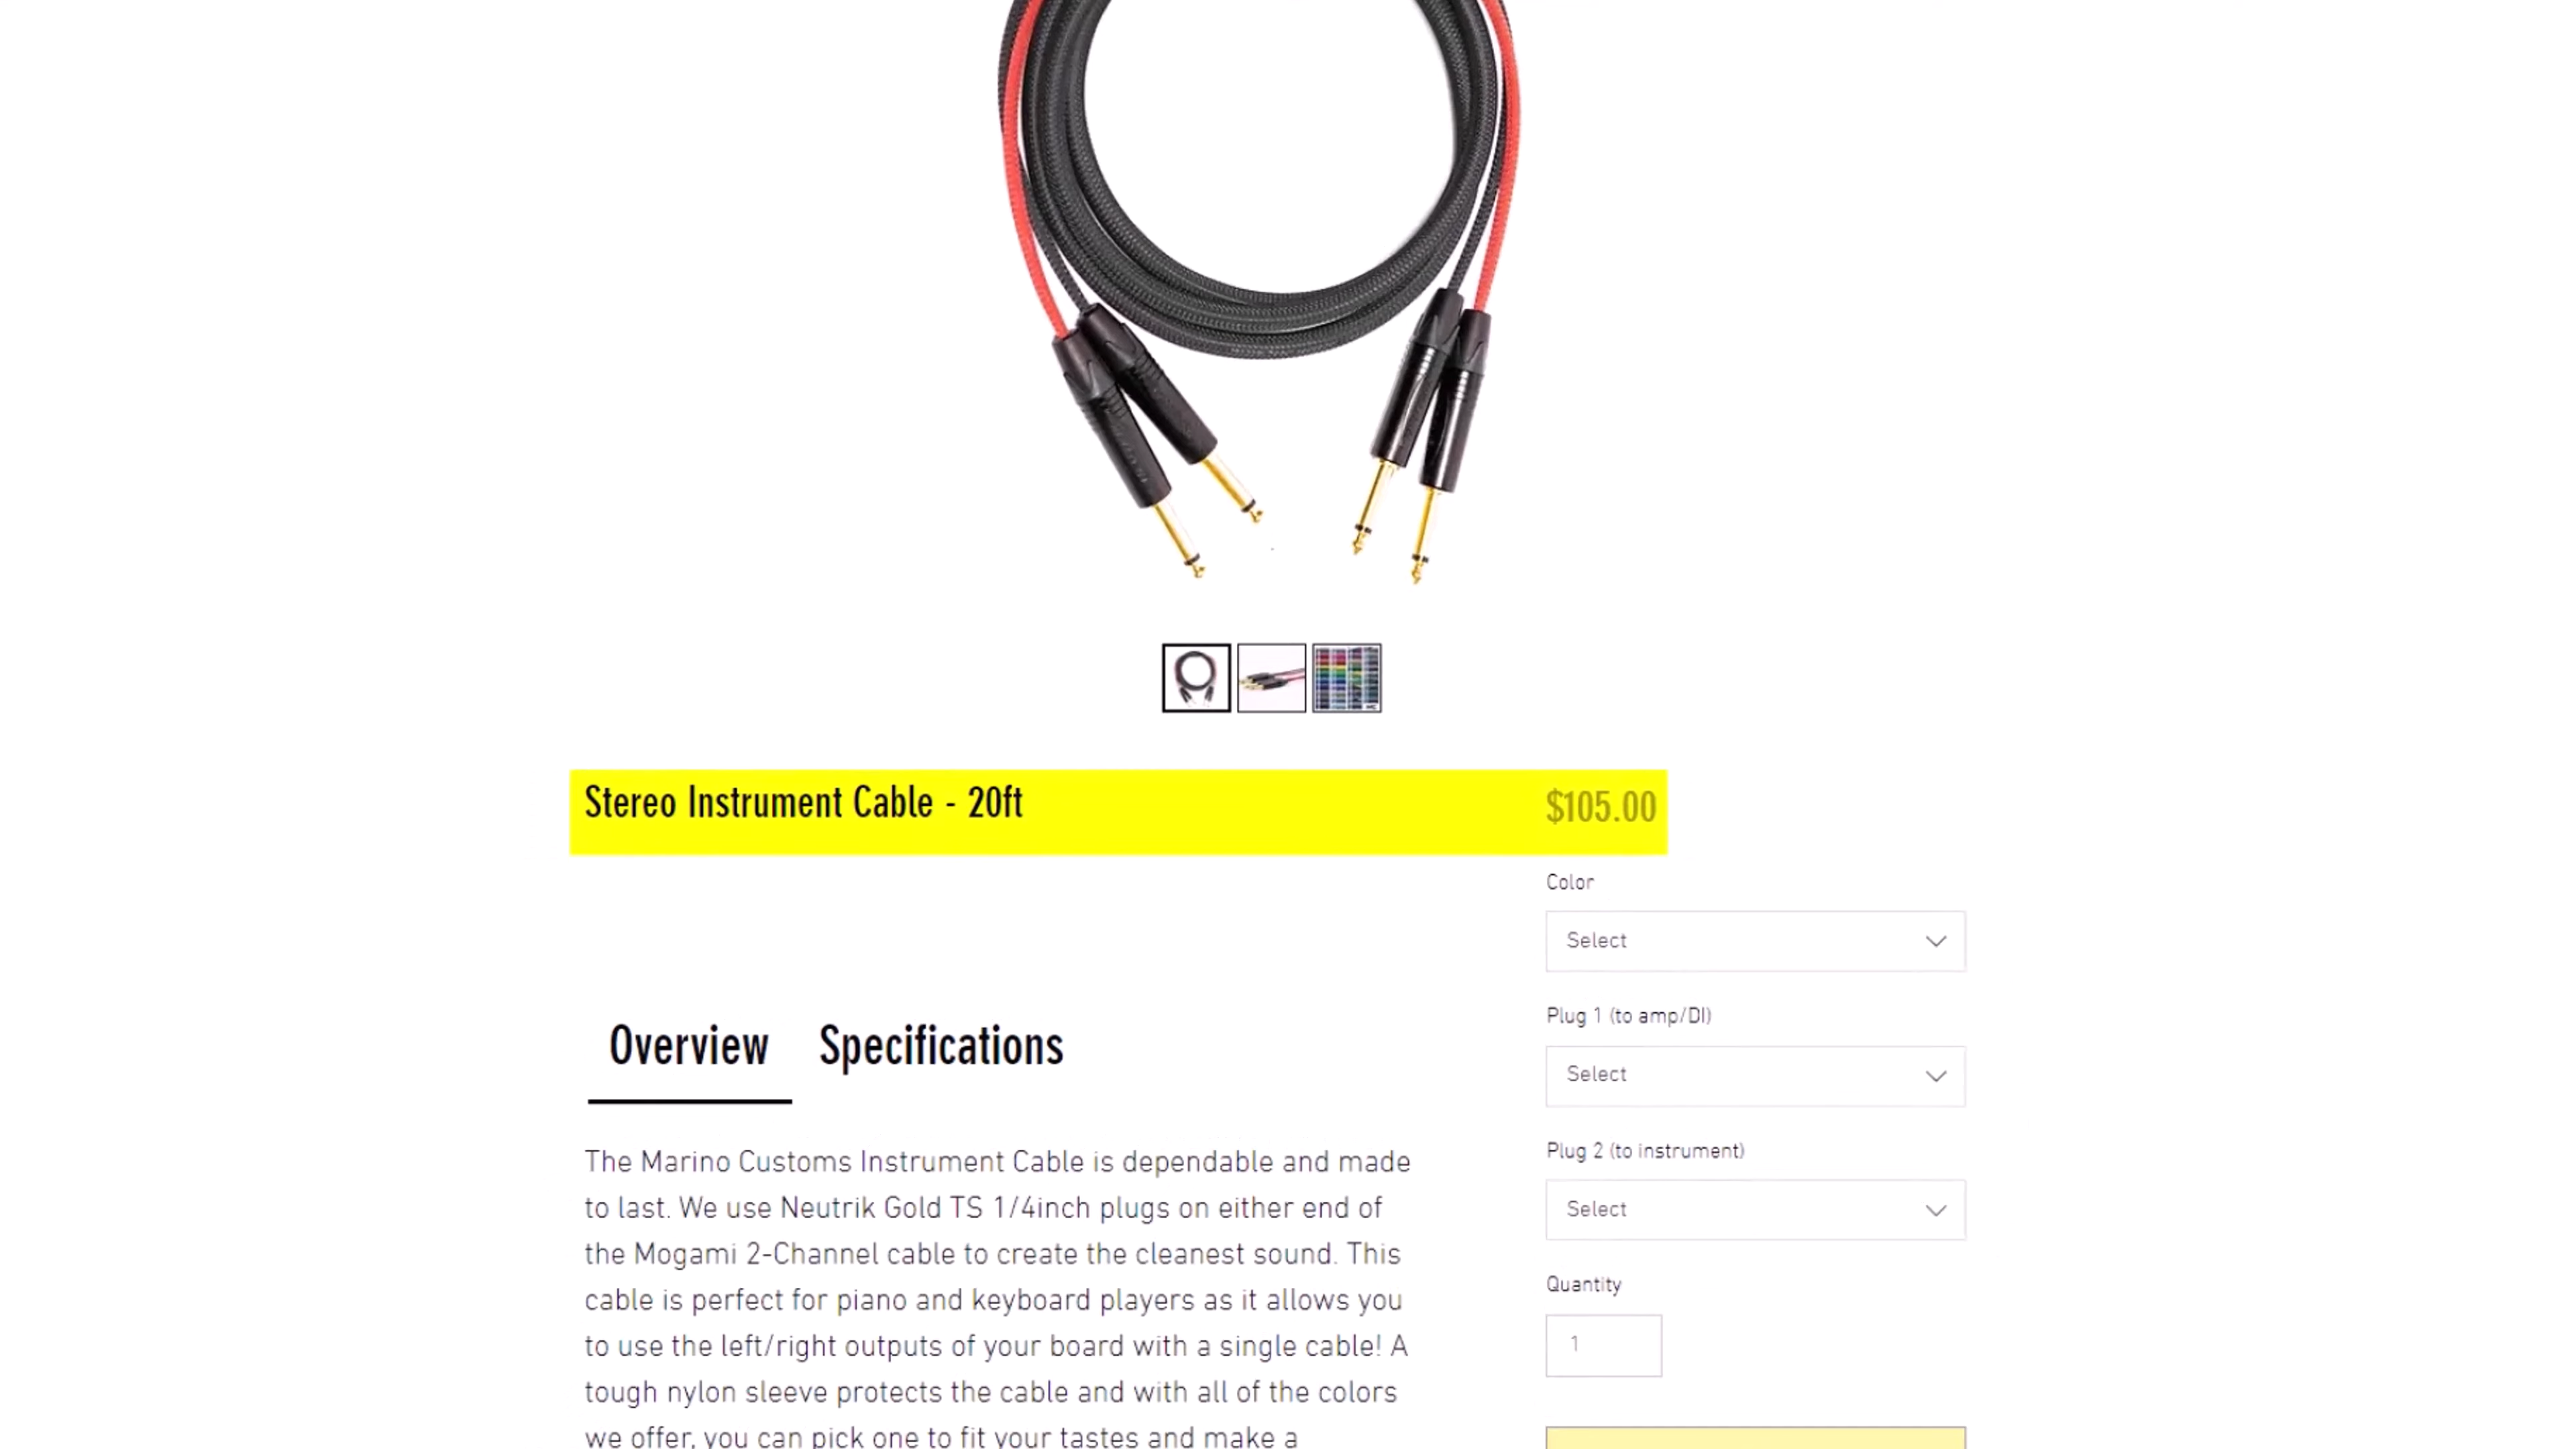 Stereo Instrument Cable - 20ft
$105.00
Color
Select
Plug 1 (to amp/DI)
Select
Plug 2 (to instrument)
Select
Quantity
1
Overview
Specifications
The Marino Customs Instrument Cable is dependable and made
to last. We use Neutrik Gold TS 1/4inch plugs on either end of
the Mogami 2-Channel cable to create the cleanest sound. This
cable is perfect for piano and keyboard players as it allows you
to use the left/right outputs of your board with a single cable! A
tough nylon sleeve protects the cable and with all of the colors
we offer, you can pick one to fit your tastes and make a